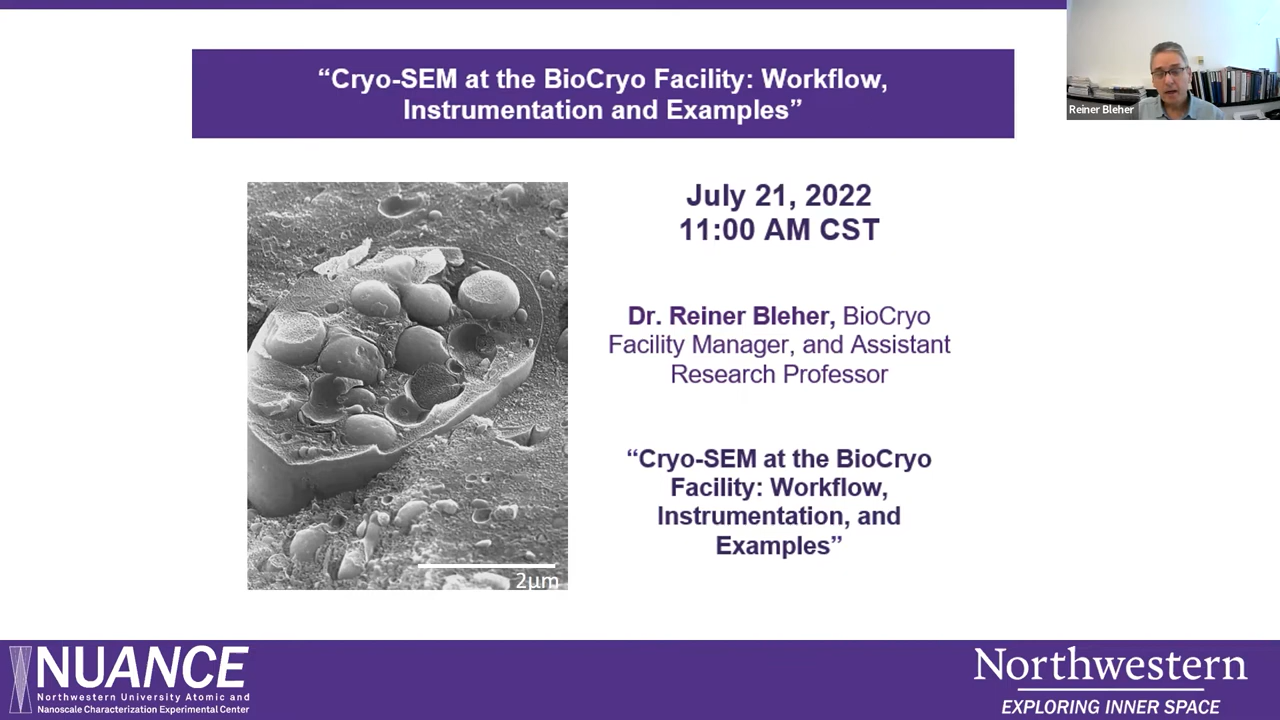 “Cryo-SEM at the BioCryo Facility: Workflow,
Instrumentation and Examples”
Reiner Bleher
July 21, 2022
11:00 AM CST
Dr. Reiner Bleher, BioCryo
Facility Manager, and Assistant
Research Professor
“Cryo-SEM at the BioCryo
Facility: Workflow,
Instrumentation, and
Examples”
2µm
NUANCE
Northwestern University Atomic and
Nanoscale Characterization Experimental Center
Northwestern
EXPLORING INNER SPACE